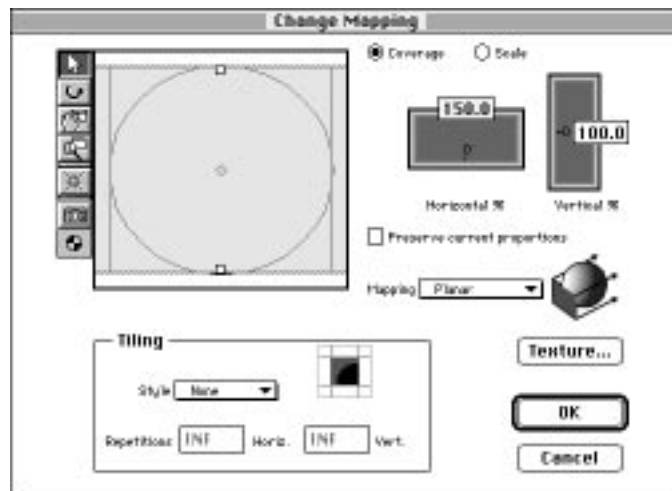 Change Mapping
Coverage
Scale
150.0
100.0
Horizontal %
Vertical %
Preserve current proportions
Mapping Planar
Tiling
Style None
Repetitions INF Horiz. INF Vert.
Texture...
OK
Cancel